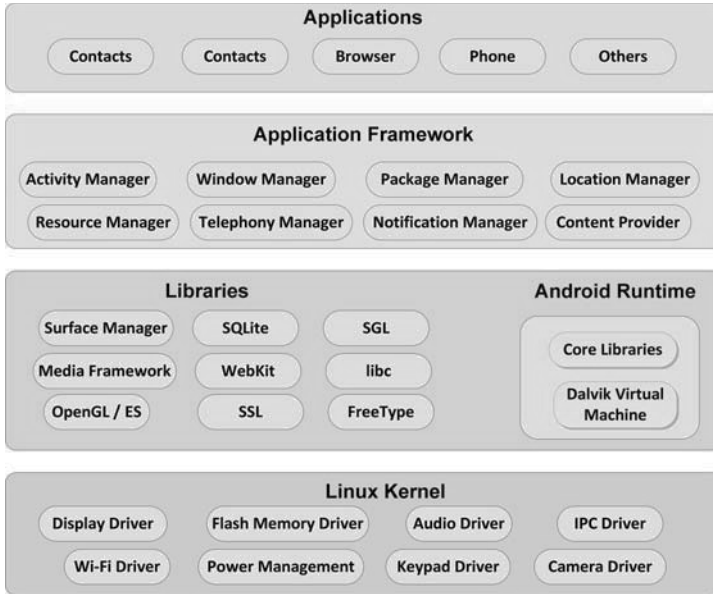 Applications
Contacts
Contacts
Browser
Phone
Others
Application Framework
Activity Manager
Window Manager
Package Manager
Location Manager
Resource Manager
Telephony Manager
Notification Manager
Content Provider
Libraries
Surface Manager
SQLite
SGL
Media Framework
WebKit
libc
OpenGL / ES
SSL
FreeType
Android Runtime
Core Libraries
Dalvik Virtual
Machine
Linux Kernel
Display Driver
Flash Memory Driver
Audio Driver
IPC Driver
Wi-Fi Driver
Power Management
Keypad Driver
Camera Driver